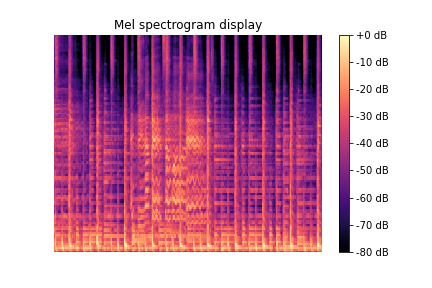 Mel spectrogram display
+0 dB
-10 dB
-20 dB
-30 dB
-40 dB
-50 dB
-60 dB
-70 dB
-80 dB